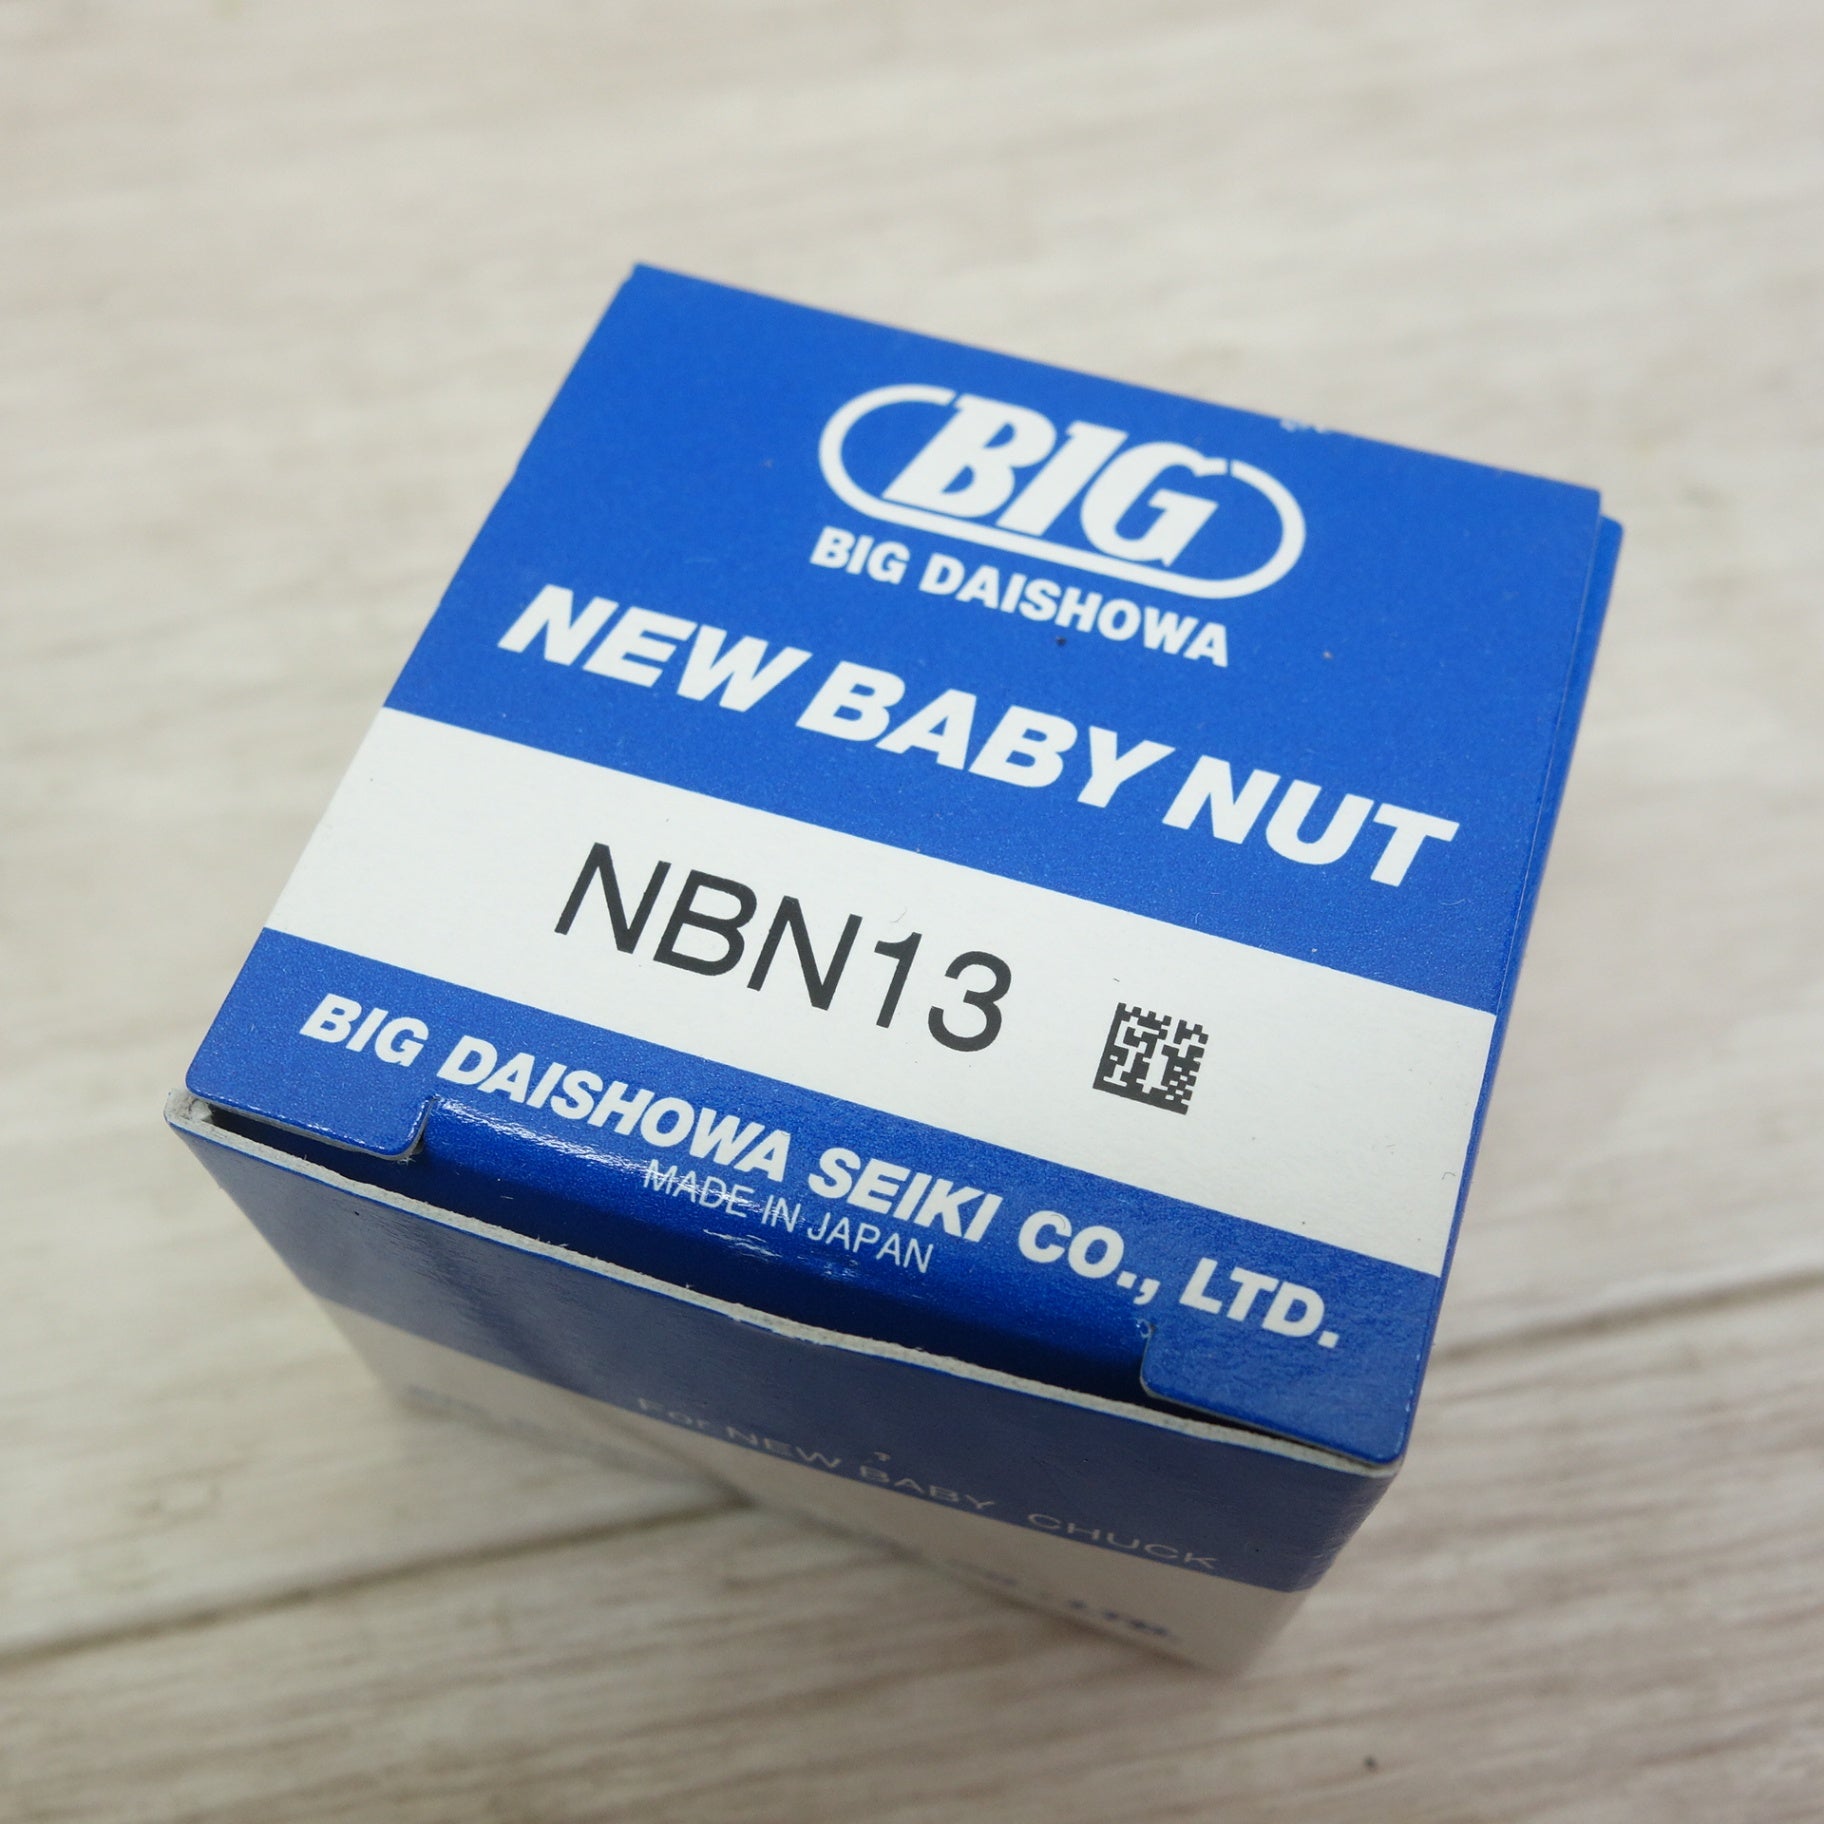 BIG
BIG DAISHOWA
NEW BABY NUT
NBN13
BIG DAISHOWA SEIKI CO., LTD.
MADE IN JAPAN
For NEW BABY CHUCK
LTD.